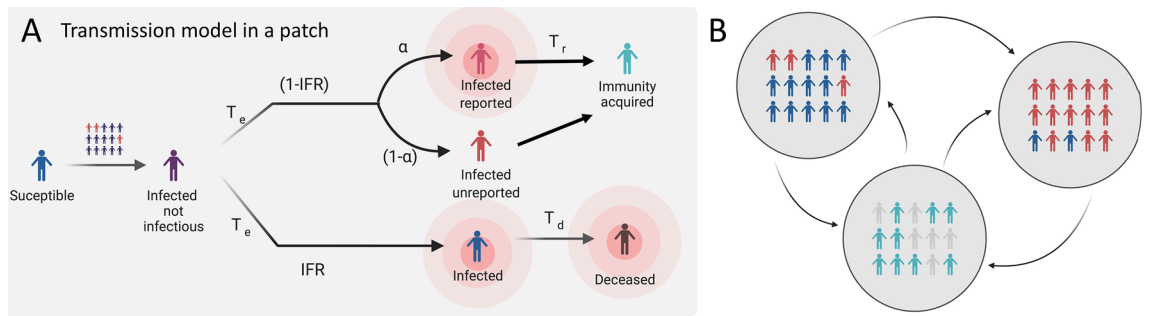 A
Transmission model in a patch
B
Suceptible
Infected
not
infectious
T_e
(1-IFR)
α
(1-α)
Infected
reported
T_r
Immunity
acquired
Infected
unreported
T_e
IFR
Infected
T_d
Deceased